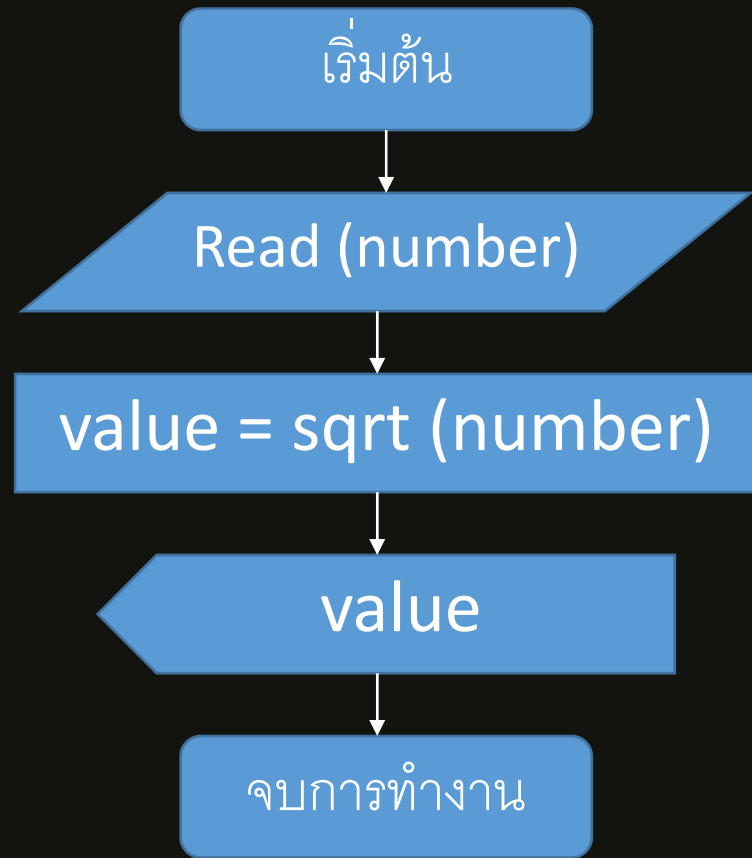 เริ่มต้น
Read (number)
value = sqrt (number)
value
จบการทำงาน